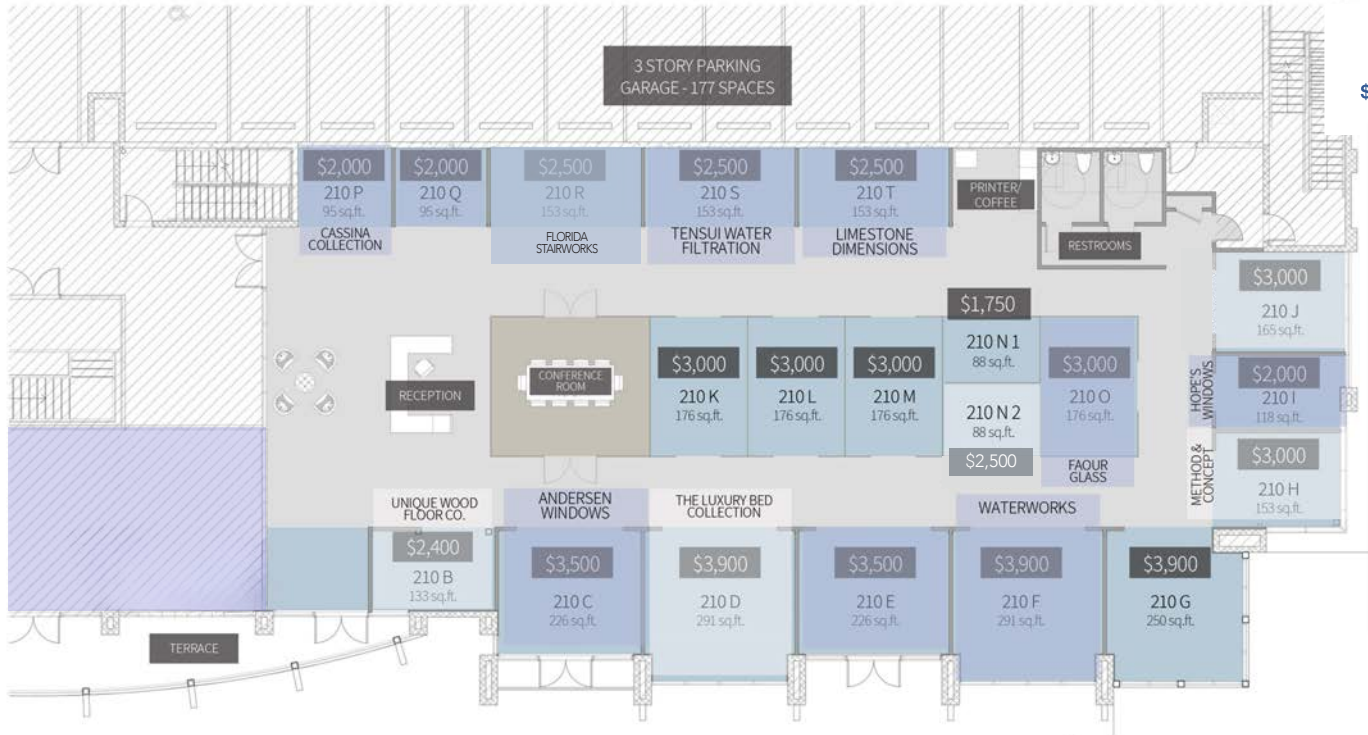 3 STORY PARKING
GARAGE - 177 SPACES
$
$2,000
210 P
95 sq.ft.
CASSINA
COLLECTION
$2,000
210 Q
95 sq.ft.
$2,500
210 R
153 sq.ft.
FLORIDA
STAIRWORKS
$2,500
210 S
153 sq.ft.
TENSUI WATER
FILTRATION
$2,500
210 T
153 sq.ft.
LIMESTONE
DIMENSIONS
PRINTER/
COFFEE
RESTROOMS
$3,000
210 J
165 sq.ft.
RECEPTION
CONFERENCE
ROOM
$3,000
210 K
176 sq.ft.
$3,000
210 L
176 sq.ft.
$3,000
210 M
176 sq.ft.
$1,750
210 N 1
88 sq.ft.
210 N 2
88 sq.ft.
$2,500
$3,000
210 O
176 sq.ft.
FAOUR
GLASS
HOPE'S
WINDOWS
$2,000
210 I
118 sq.ft.
METHOD &
CONCEPT
$3,000
210 H
153 sq.ft.
UNIQUE WOOD
FLOOR CO.
$2,400
210 B
133 sq.ft.
ANDERSEN
WINDOWS
$3,500
210 C
226 sq.ft.
THE LUXURY BED
COLLECTION
$3,900
210 D
291 sq.ft.
$3,500
210 E
226 sq.ft.
WATERWORKS
$3,900
210 F
291 sq.ft.
$3,900
210 G
250 sq.ft.
TERRACE